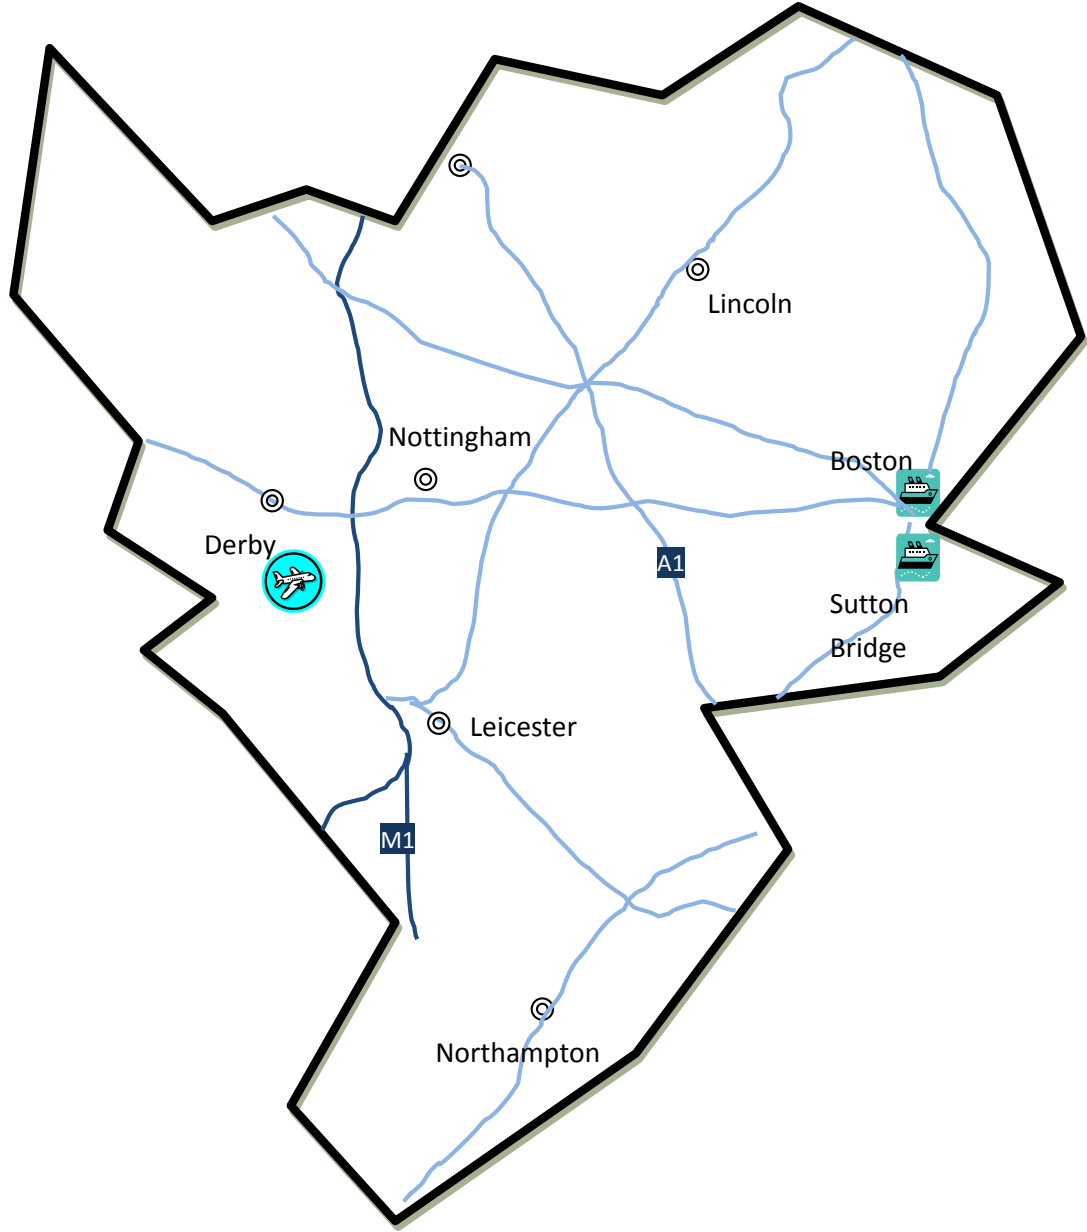 Lincoln
Nottingham
Boston
Derby
A1
Sutton
Bridge
Leicester
M1
Northampton